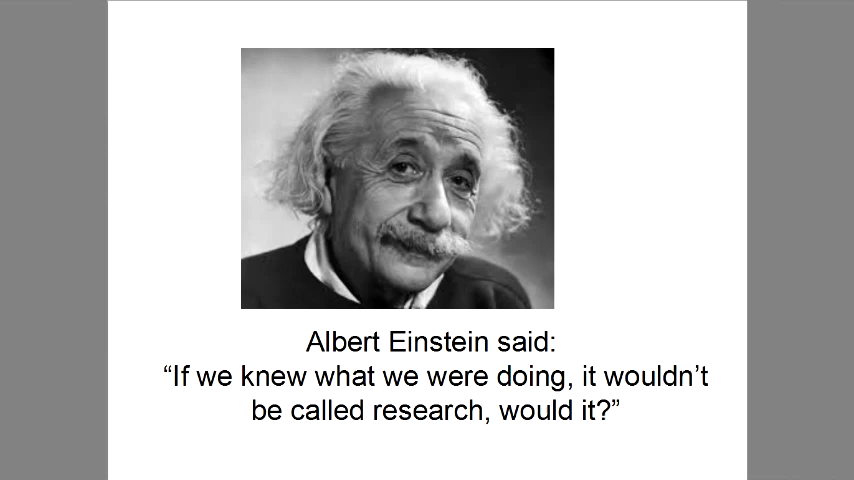 Albert Einstein said:
“If we knew what we were doing, it wouldn’t
be called research, would it?”